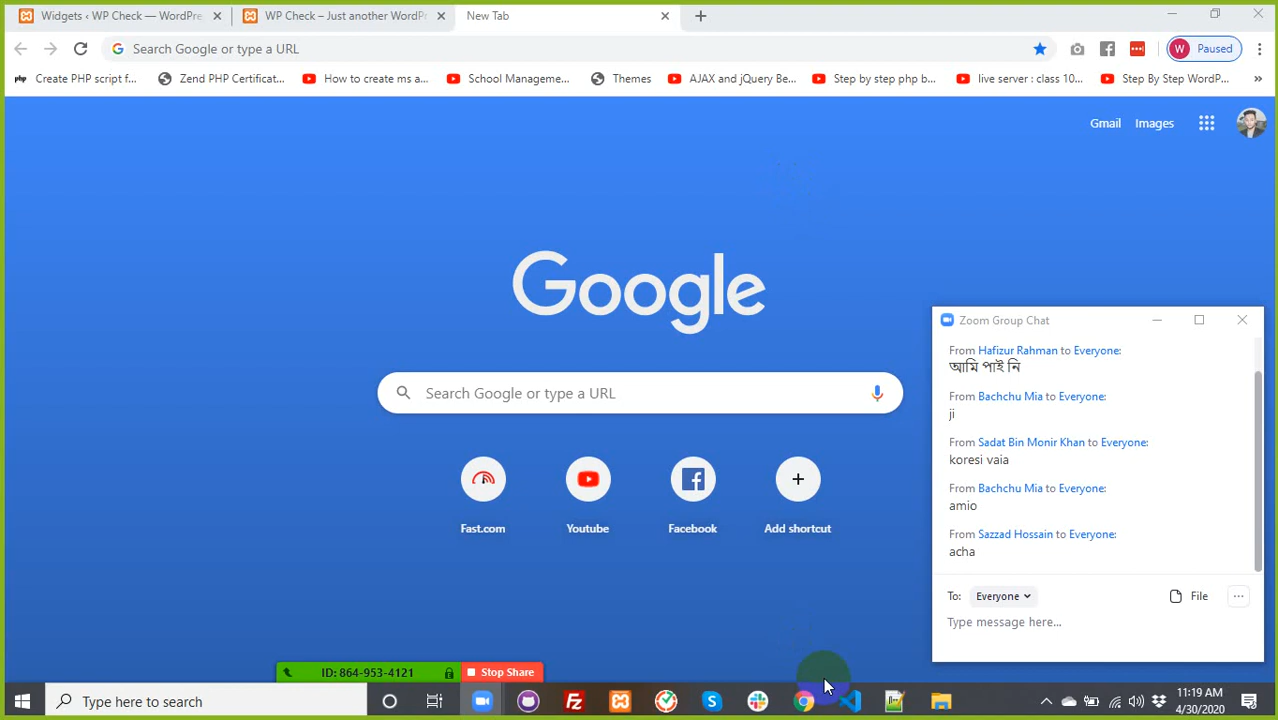 Widgets ‹ WP Check — WordPre
WP Check – Just another WordPr
New Tab
Search Google or type a URL
W Paused
Create PHP script f...
Zend PHP Certificat...
How to create ms a...
School Manageme...
Themes
AJAX and jQuery Be...
Step by step php b...
live server : class 10...
Step By Step WordP...
»
Gmail
Images
Google
Search Google or type a URL
Fast.com
Youtube
Facebook
Add shortcut
Zoom Group Chat
From Hafizur Rahman to Everyone:
আমি পাই নি
From Bachchu Mia to Everyone:
ji
From Sadat Bin Monir Khan to Everyone:
koresi vaia
From Bachchu Mia to Everyone:
amio
From Sazzad Hossain to Everyone:
acha
To: Everyone
File
Type message here...
ID: 864-953-4121
Stop Share
Type here to search
11:19 AM
4/30/2020